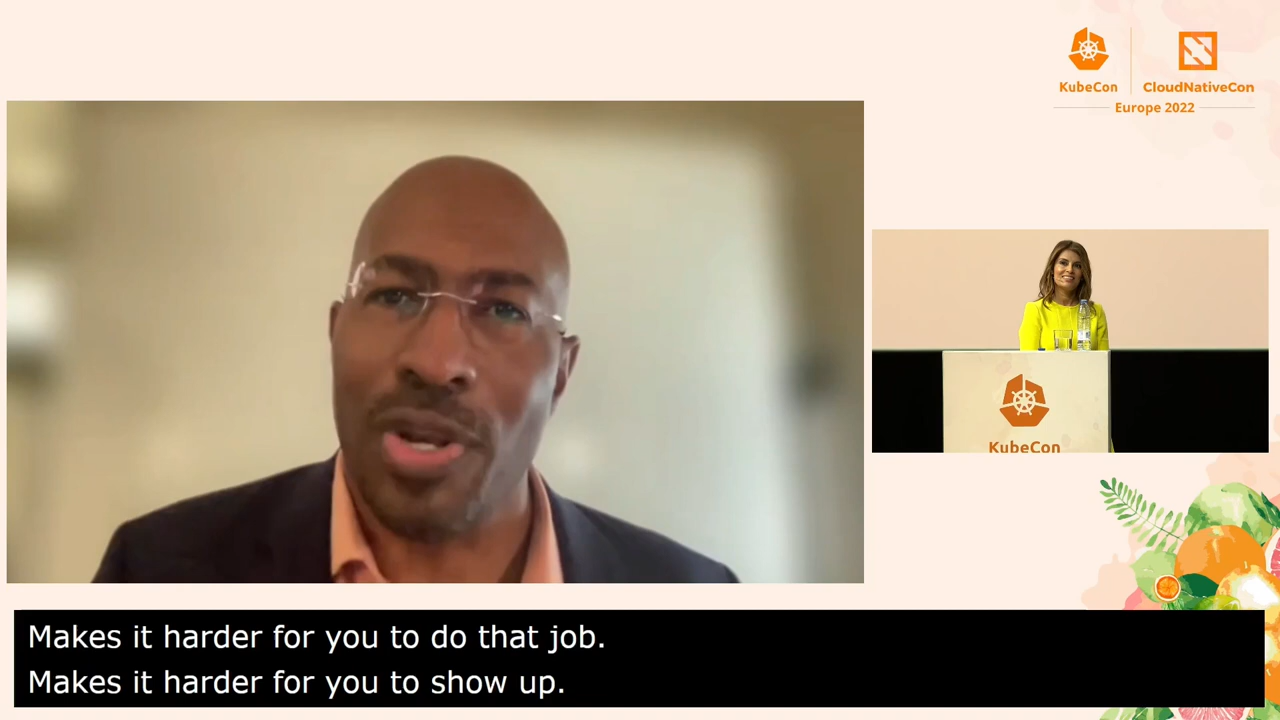 KubeCon
CloudNativeCon
Europe 2022
KubeCon
Makes it harder for you to do that job.
Makes it harder for you to show up.